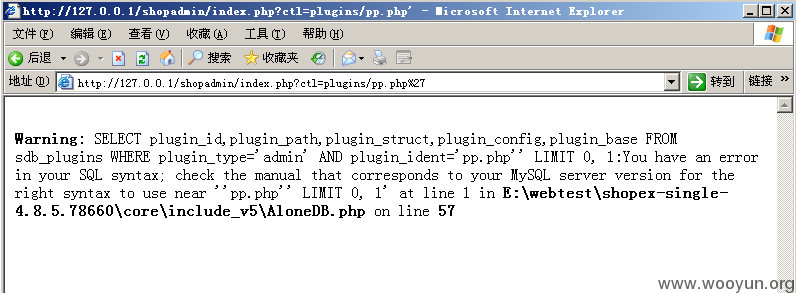 http://127.0.0.1/shopadmin/index.php?ctl=plugins/pp.php' - Microsoft Internet Explorer
文件(F) 编辑(E) 查看(V) 收藏(A) 工具(T) 帮助(H)
后退 搜索 收藏夹
地址(D) http://127.0.0.1/shopadmin/index.php?ctl=plugins/pp.php%27 转到 链接 »
Warning: SELECT plugin_id,plugin_path,plugin_struct,plugin_config,plugin_base FROM
sdb_plugins WHERE plugin_type='admin' AND plugin_ident='pp.php'' LIMIT 0, 1:You have an error
in your SQL syntax; check the manual that corresponds to your MySQL server version for the
right syntax to use near ''pp.php'' LIMIT 0, 1' at line 1 in E:\webtest\shopex-single-
4.8.5.78660\core\include_v5\AloneDB.php on line 57
www.wooyun.org